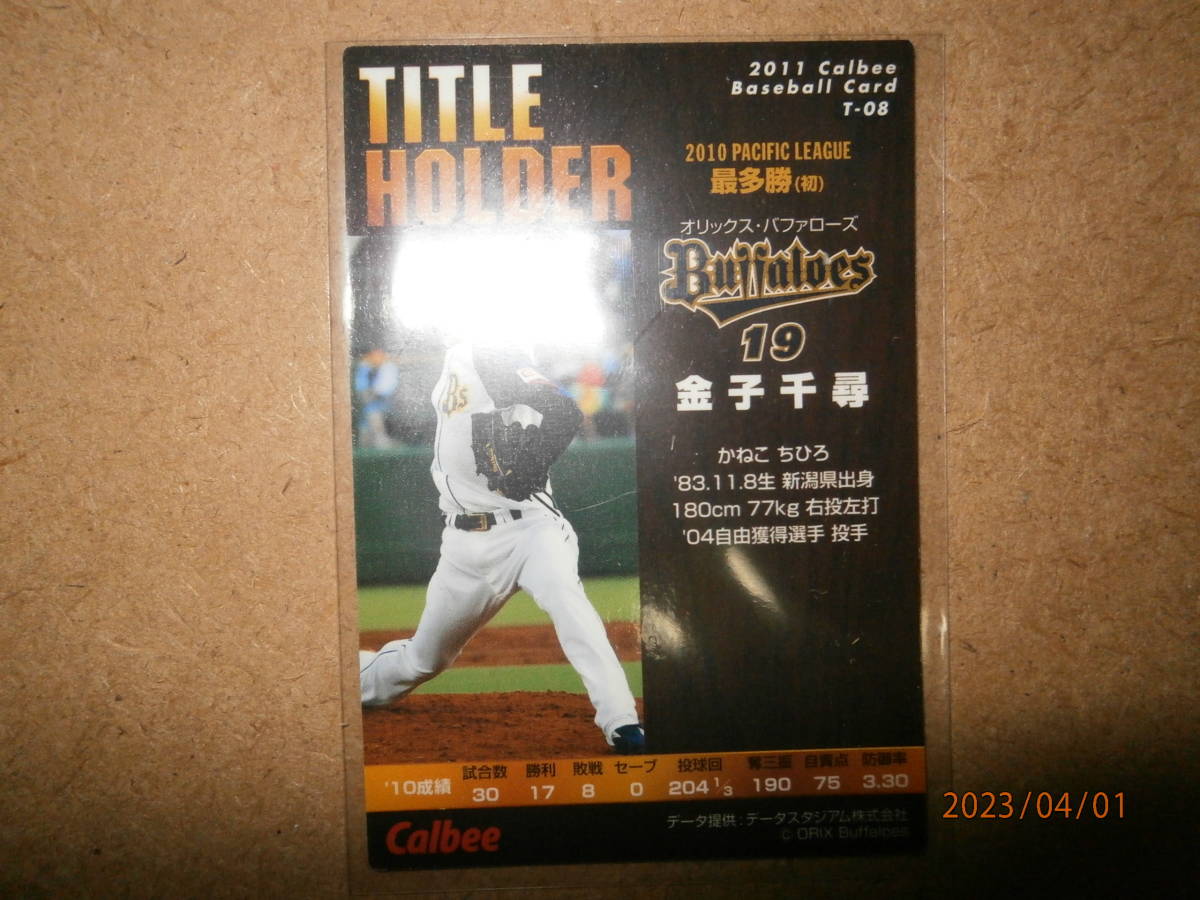 TITLE
HOLDER
2011 Calbee
Baseball Card
T-08
2010 PACIFIC LEAGUE
最多勝(初)
オリックス・バファローズ
Buffaloes
19
金子千尋
かねこ ちひろ
'83.11.8生 新潟県出身
180cm 77kg 右投左打
'04自由獲得選手 投手
Bs
'10成績 試合数 勝利 敗戦 セーブ 投球回 奪三振 自責点 防御率
30 17 8 0 204 1/3 190 75 3.30
Calbee
データ提供:データスタジアム株式会社
© ORIX Buffaloes
2023/04/01